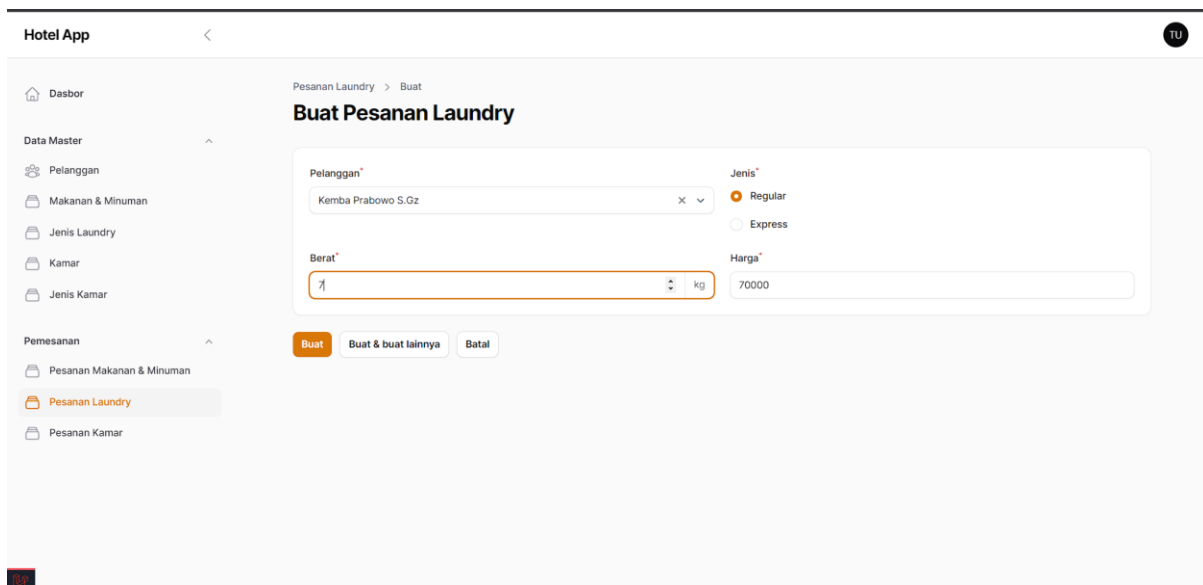 Hotel App
TU
Dasbor
Data Master
Pelanggan
Makanan & Minuman
Jenis Laundry
Kamar
Jenis Kamar
Pemesanan
Pesanan Makanan & Minuman
Pesanan Laundry
Pesanan Kamar
Pesanan Laundry > Buat
Buat Pesanan Laundry
Pelanggan*
Kemba Prabowo S.Gz
Jenis*
Regular
Express
Berat*
7 kg
Harga*
70000
Buat Buat & buat lainnya Batal